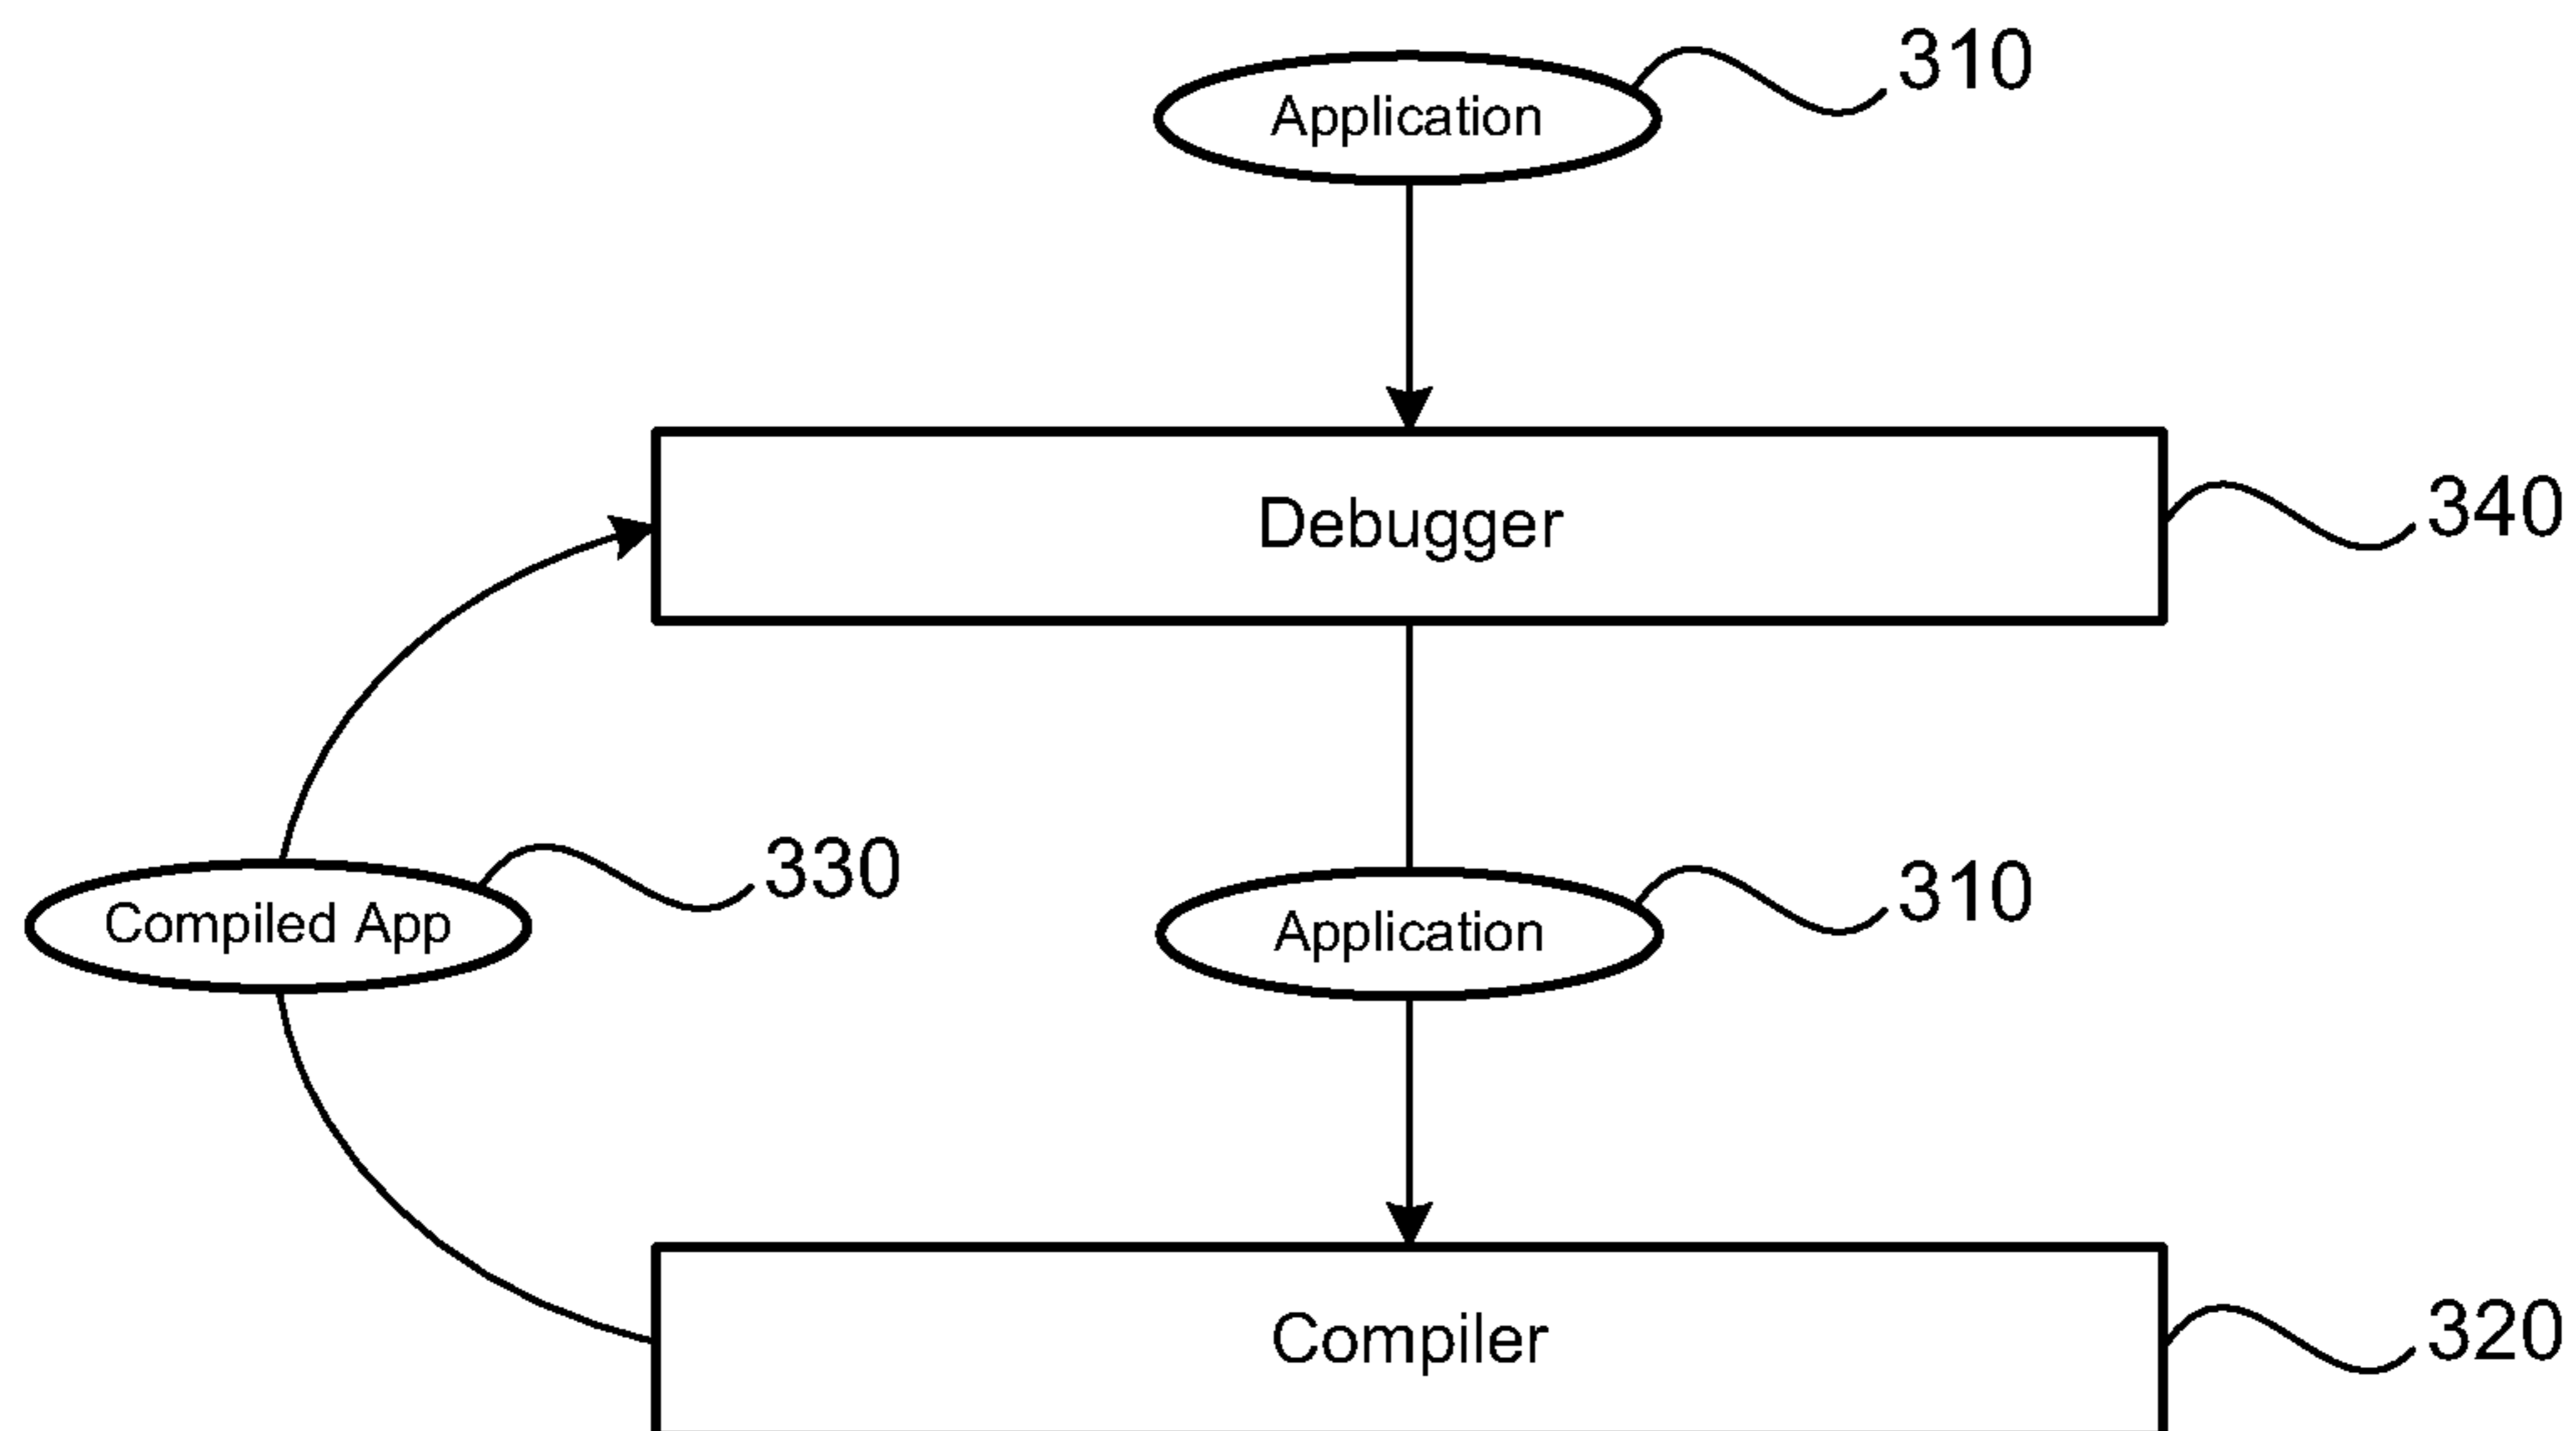 310
Application
Debugger
340
330
310
Compiled App
Application
Compiler
320